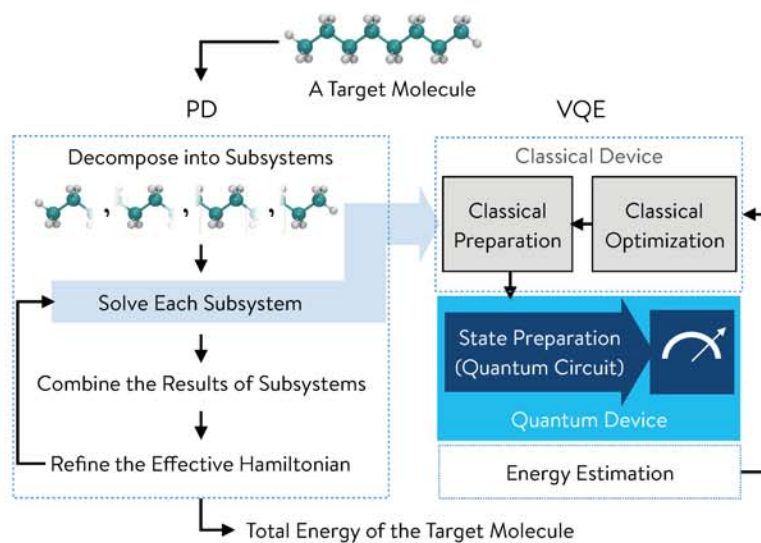 A Target Molecule
PD
VQE
Decompose into Subsystems
, , ,
Solve Each Subsystem
Combine the Results of Subsystems
Refine the Effective Hamiltonian
Classical Device
Classical
Preparation
Classical
Optimization
State Preparation
(Quantum Circuit)
Quantum Device
Energy Estimation
Total Energy of the Target Molecule